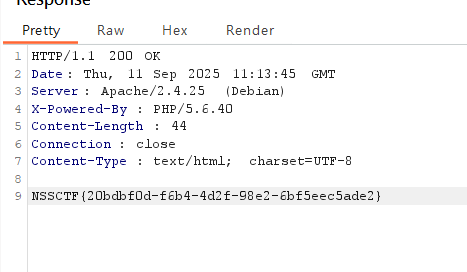 Response
Pretty Raw Hex Render
1 HTTP/1.1 200 OK
2 Date: Thu, 11 Sep 2025 11:13:45 GMT
3 Server: Apache/2.4.25 (Debian)
4 X-Powered-By: PHP/5.6.40
5 Content-Length: 44
6 Connection: close
7 Content-Type: text/html; charset=UTF-8
8
9 NSSCTF{20bdbf0d-f6b4-4d2f-98e2-6bf5eec5ade2}